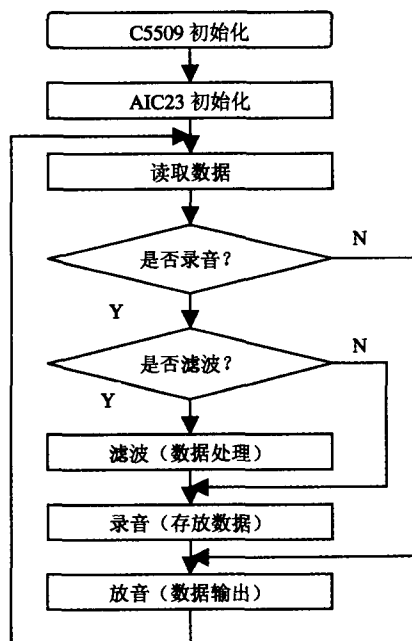 C5509 初始化
AIC23 初始化
读取数据
是否录音？
N
Y
是否滤波？
N
Y
滤波（数据处理）
录音（存放数据）
放音（数据输出）